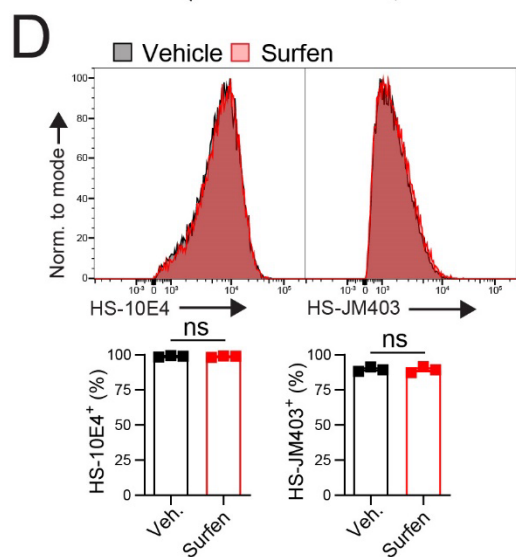 D
Vehicle Surfen
Norm. to mode
100
80
60
40
20
0
-10³ 0 10³ 10⁴ 10⁵ -10³ 0 10³ 10⁴ 10⁵
HS-10E4 HS-JM403
ns ns
HS-10E4⁺ (%)
100
75
50
25
0
Veh. Surfen
HS-JM403⁺ (%)
100
75
50
25
0
Veh. Surfen